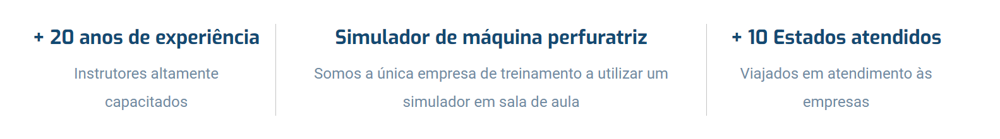 + 20 anos de experiência
Instrutores altamente
capacitados
Simulador de máquina perfuratriz
Somos a única empresa de treinamento a utilizar um
simulador em sala de aula
+ 10 Estados atendidos
Viajados em atendimento às
empresas